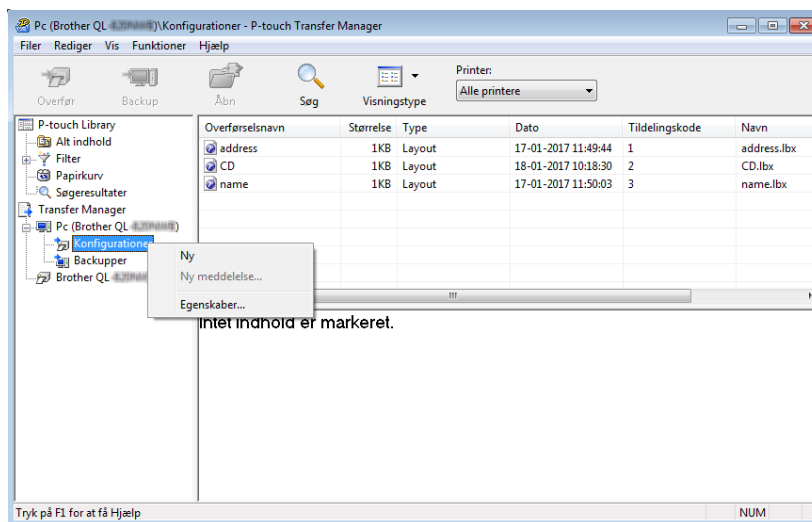 Pc (Brother QL )\Konfigurationer - P-touch Transfer Manager
Filer Rediger Vis Funktioner Hjælp
Overfør Backup Åbn Søg Visningstype
Printer:
Alle printere
P-touch Library
Alt indhold
Filter
Papirkurv
Søgeresultater
Transfer Manager
Pc (Brother QL )
Konfigurationer
Backupper
Brother QL
Overførselsnavn Størrelse Type Dato Tildelingskode Navn
address 1KB Layout 17-01-2017 11:49:44 1 address.lbx
CD 1KB Layout 18-01-2017 10:18:30 2 CD.lbx
name 1KB Layout 17-01-2017 11:50:03 3 name.lbx
Ny
Ny meddelelse...
Egenskaber...
Intet indhold er markeret.
Tryk på F1 for at få Hjælp
NUM